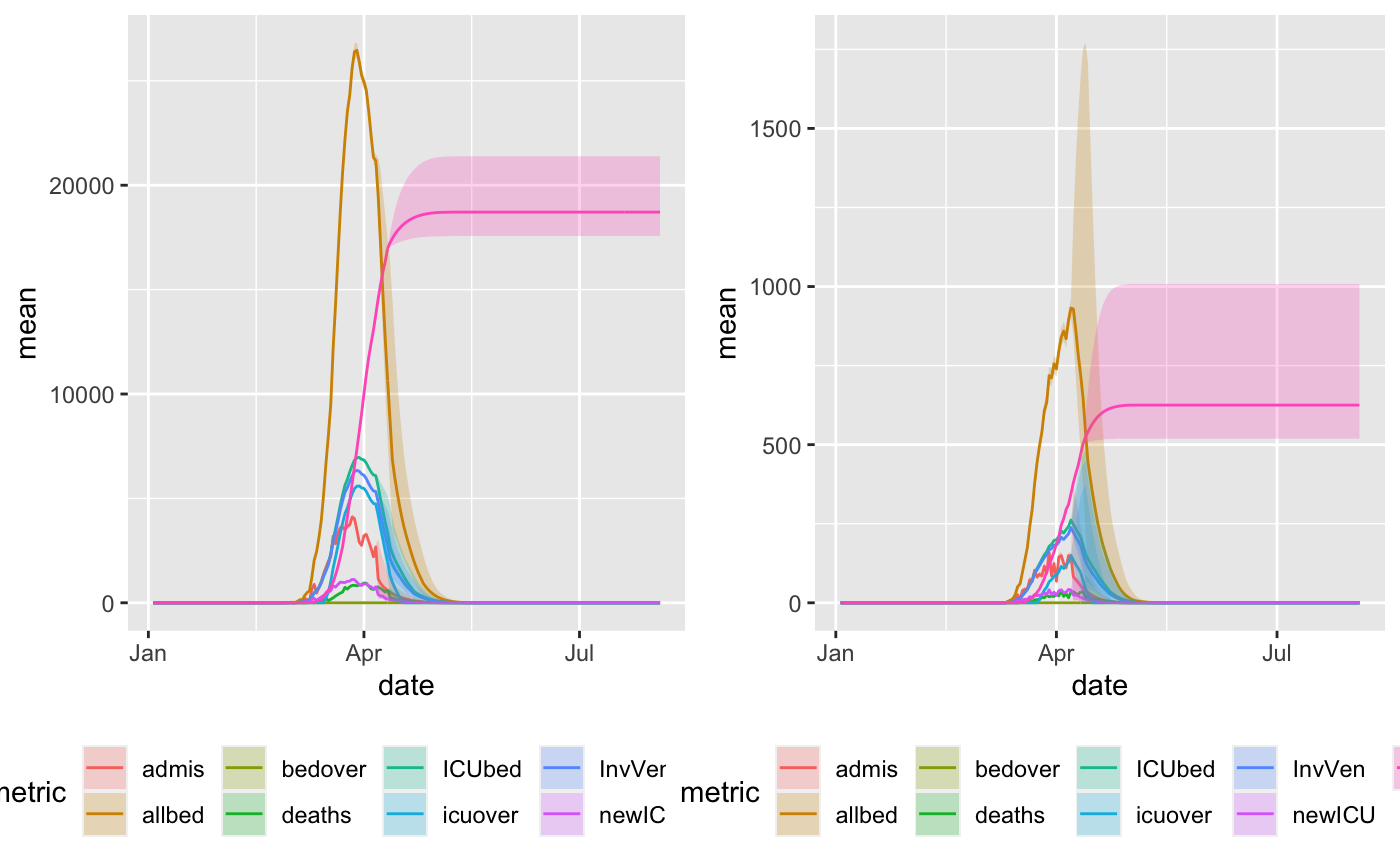 mean
20000
10000
0
Jan Apr Jul
date
metric
admis bedover ICUbed InvVer
allbed deaths icuover newIC
mean
1500
1000
500
0
Jan Apr Jul
date
metric
admis bedover ICUbed InvVen
allbed deaths icuover newICU